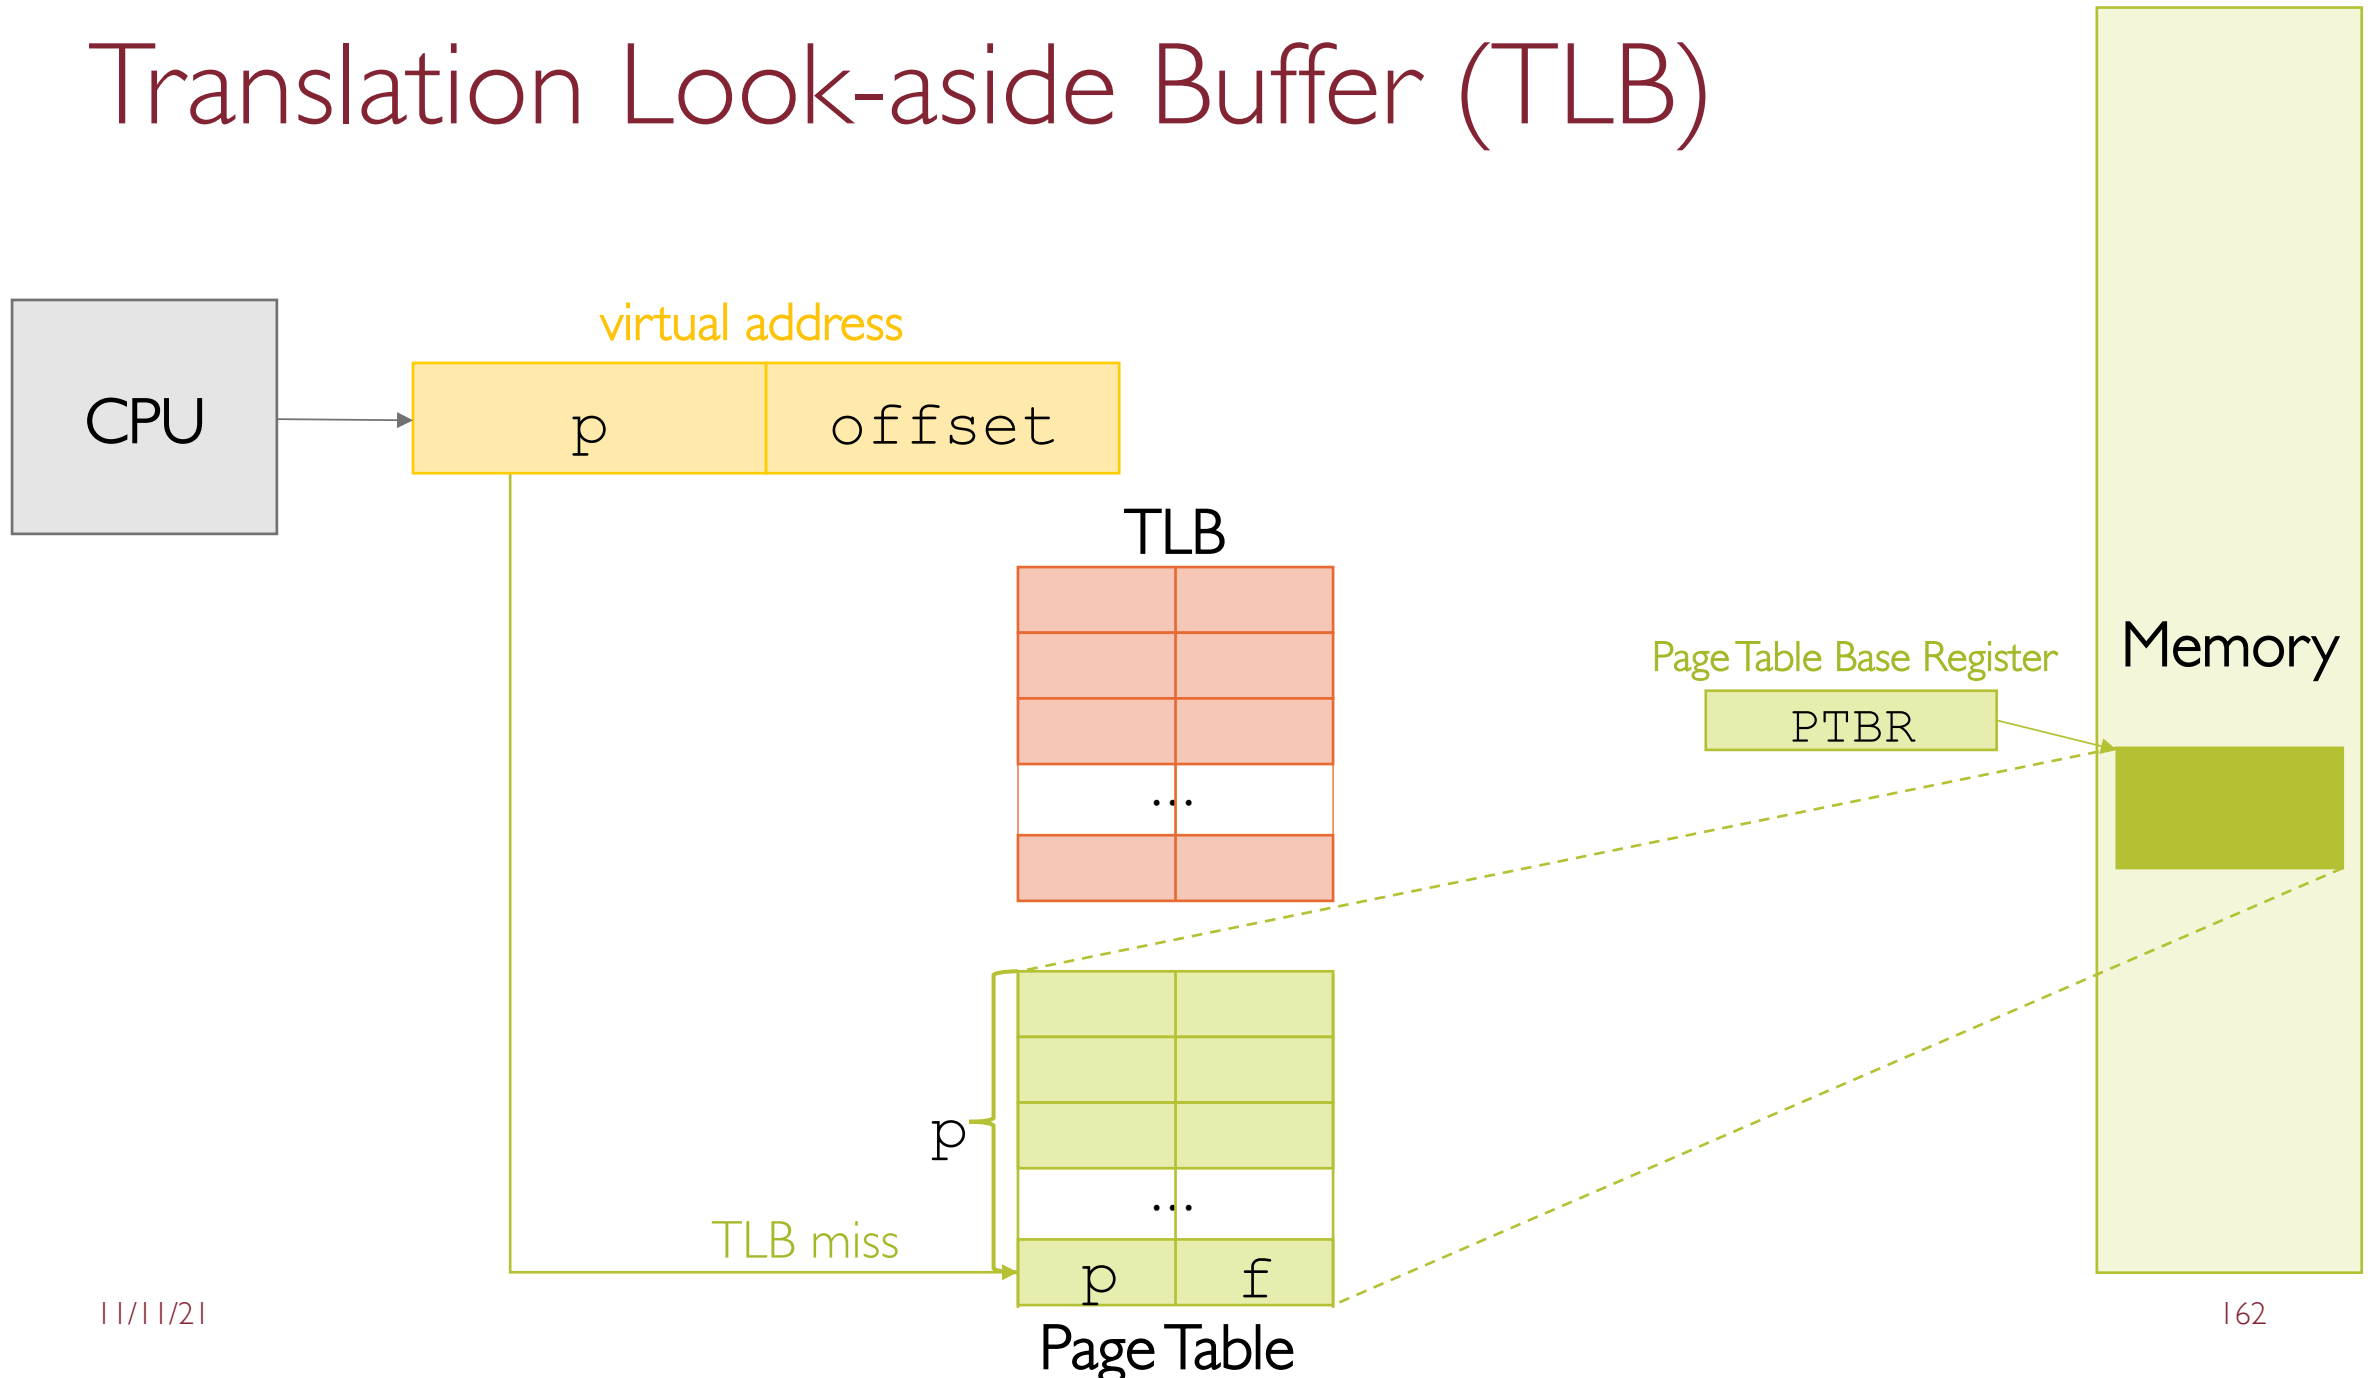 Translation Look-aside Buffer (TLB)
virtual address
CPU
p
offset
TLB
...
Page Table Base Register
PTBR
Memory
p
...
TLB miss
p
f
Page Table
11/11/21
162